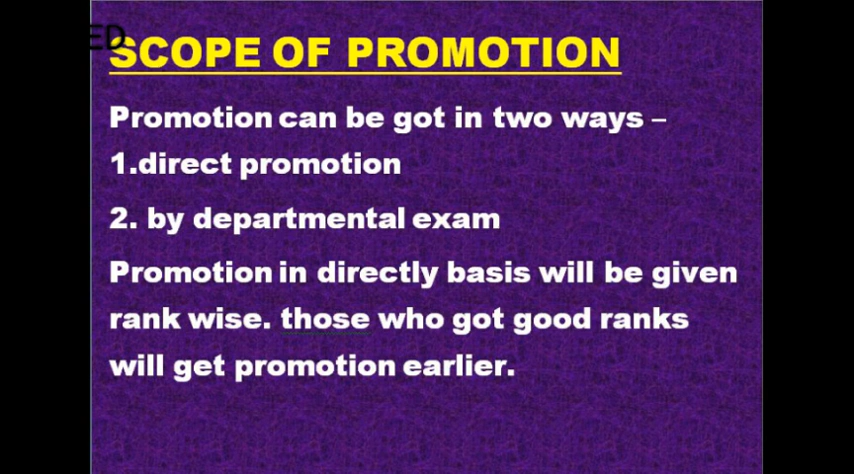 ED
SCOPE OF PROMOTION
Promotion can be got in two ways –
1.direct promotion
2. by departmental exam
Promotion in directly basis will be given
rank wise. those who got good ranks
will get promotion earlier.